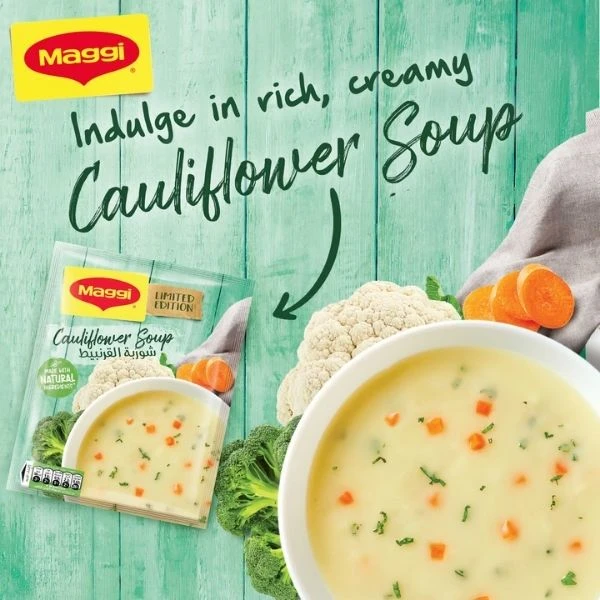 Maggi
Indulge in rich, creamy
Cauliflower Soup
Maggi
LIMITED
EDITION
Cauliflower Soup
شوربة القرنبيط
MADE WITH
NATURAL
INGREDIENTS